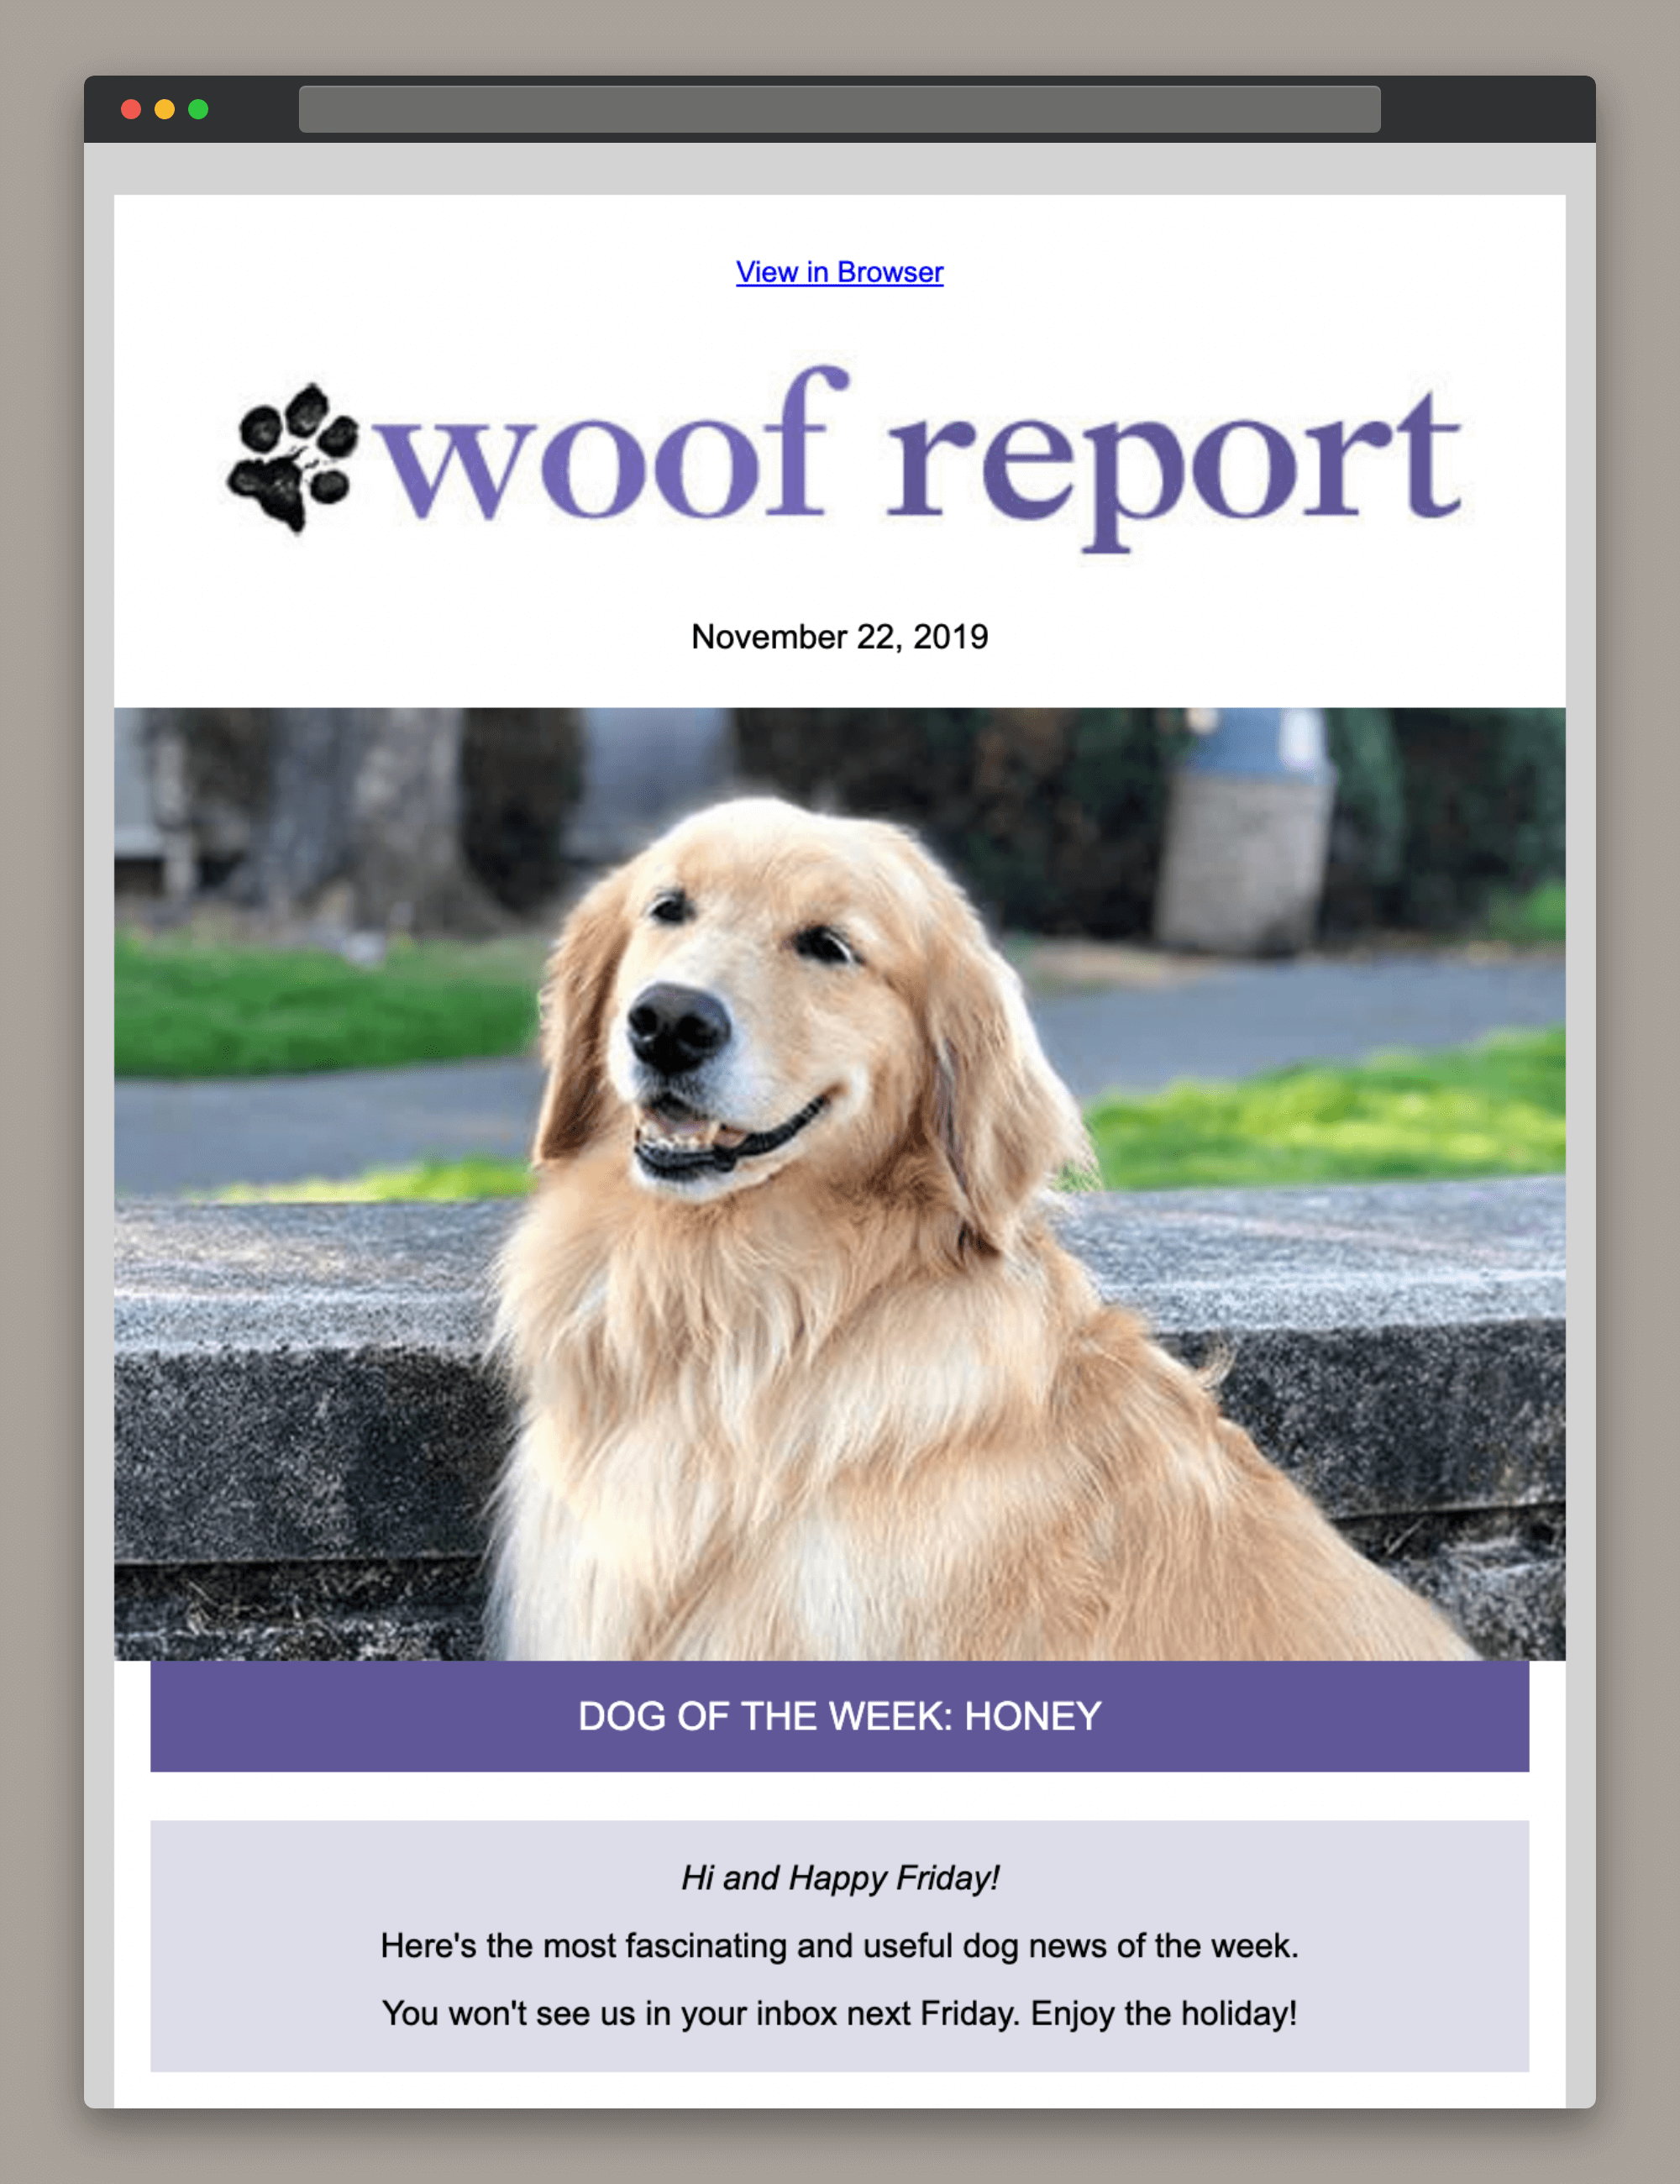 View in Browser
woof report
November 22, 2019
DOG OF THE WEEK: HONEY
Hi and Happy Friday!
Here's the most fascinating and useful dog news of the week.
You won't see us in your inbox next Friday. Enjoy the holiday!